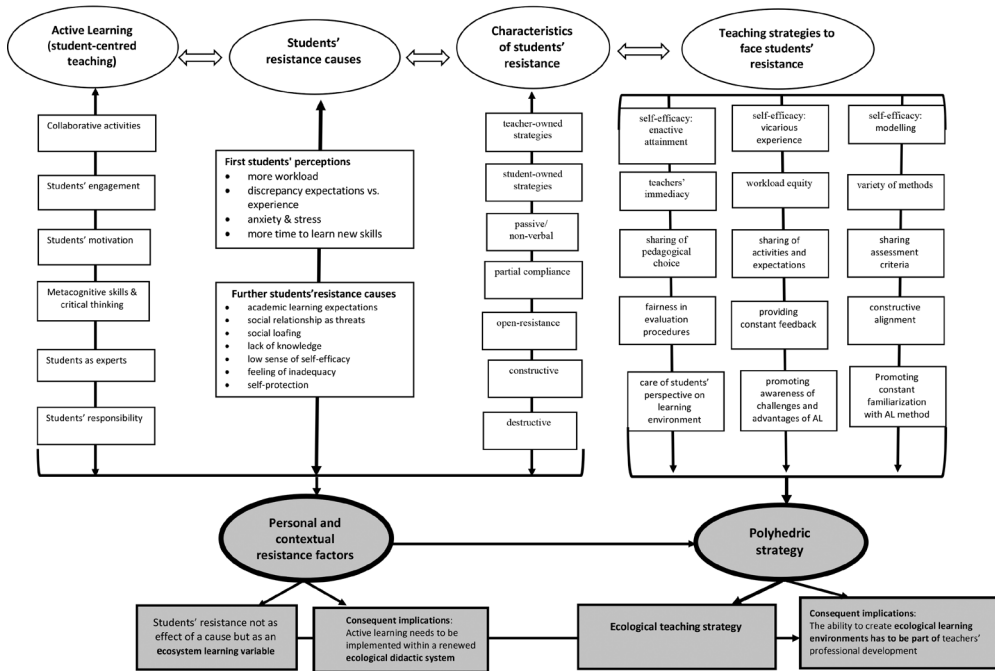 Active Learning
(student-centred
teaching)
Students'
resistance causes
Characteristics
of students'
resistance
Teaching strategies to
face students'
resistance
Collaborative activities
Students' engagement
Students' motivation
Metacognitive skills &
critical thinking
Students as experts
Students' responsibility
First students' perceptions
• more workload
• discrepancy expectations vs.
experience
• anxiety & stress
• more time to learn new skills
Further students'resistance causes
• academic learning expectations
• social relationship as threats
• social loafing
• lack of knowledge
• low sense of self-efficacy
• feeling of inadequacy
• self-protection
teacher-owned
strategies
student-owned
strategies
passive/
non-verbal
partial compliance
open-resistance
constructive
destructive
self-efficacy:
enactive
attainment
teachers'
immediacy
sharing of
pedagogical
choice
fairness in
evaluation
procedures
care of students'
perspective on
learning
environment
self-efficacy:
vicarious
experience
workload equity
sharing of
activities and
expectations
providing
constant feedback
promoting
awareness of
challenges and
advantages of AL
self-efficacy:
modelling
variety of methods
sharing
assessment
criteria
constructive
alignment
Promoting
constant
familiarization
with AL method
Personal and
contextual
resistance factors
Polyhedric
strategy
Students' resistance not as
effect of a cause but as an
ecosystem learning variable
Consequent implications:
Active learning needs to be
implemented within a renewed
ecological didactic system
Ecological teaching strategy
Consequent implications:
The ability to create ecological learning
environments has to be part of teachers'
professional development